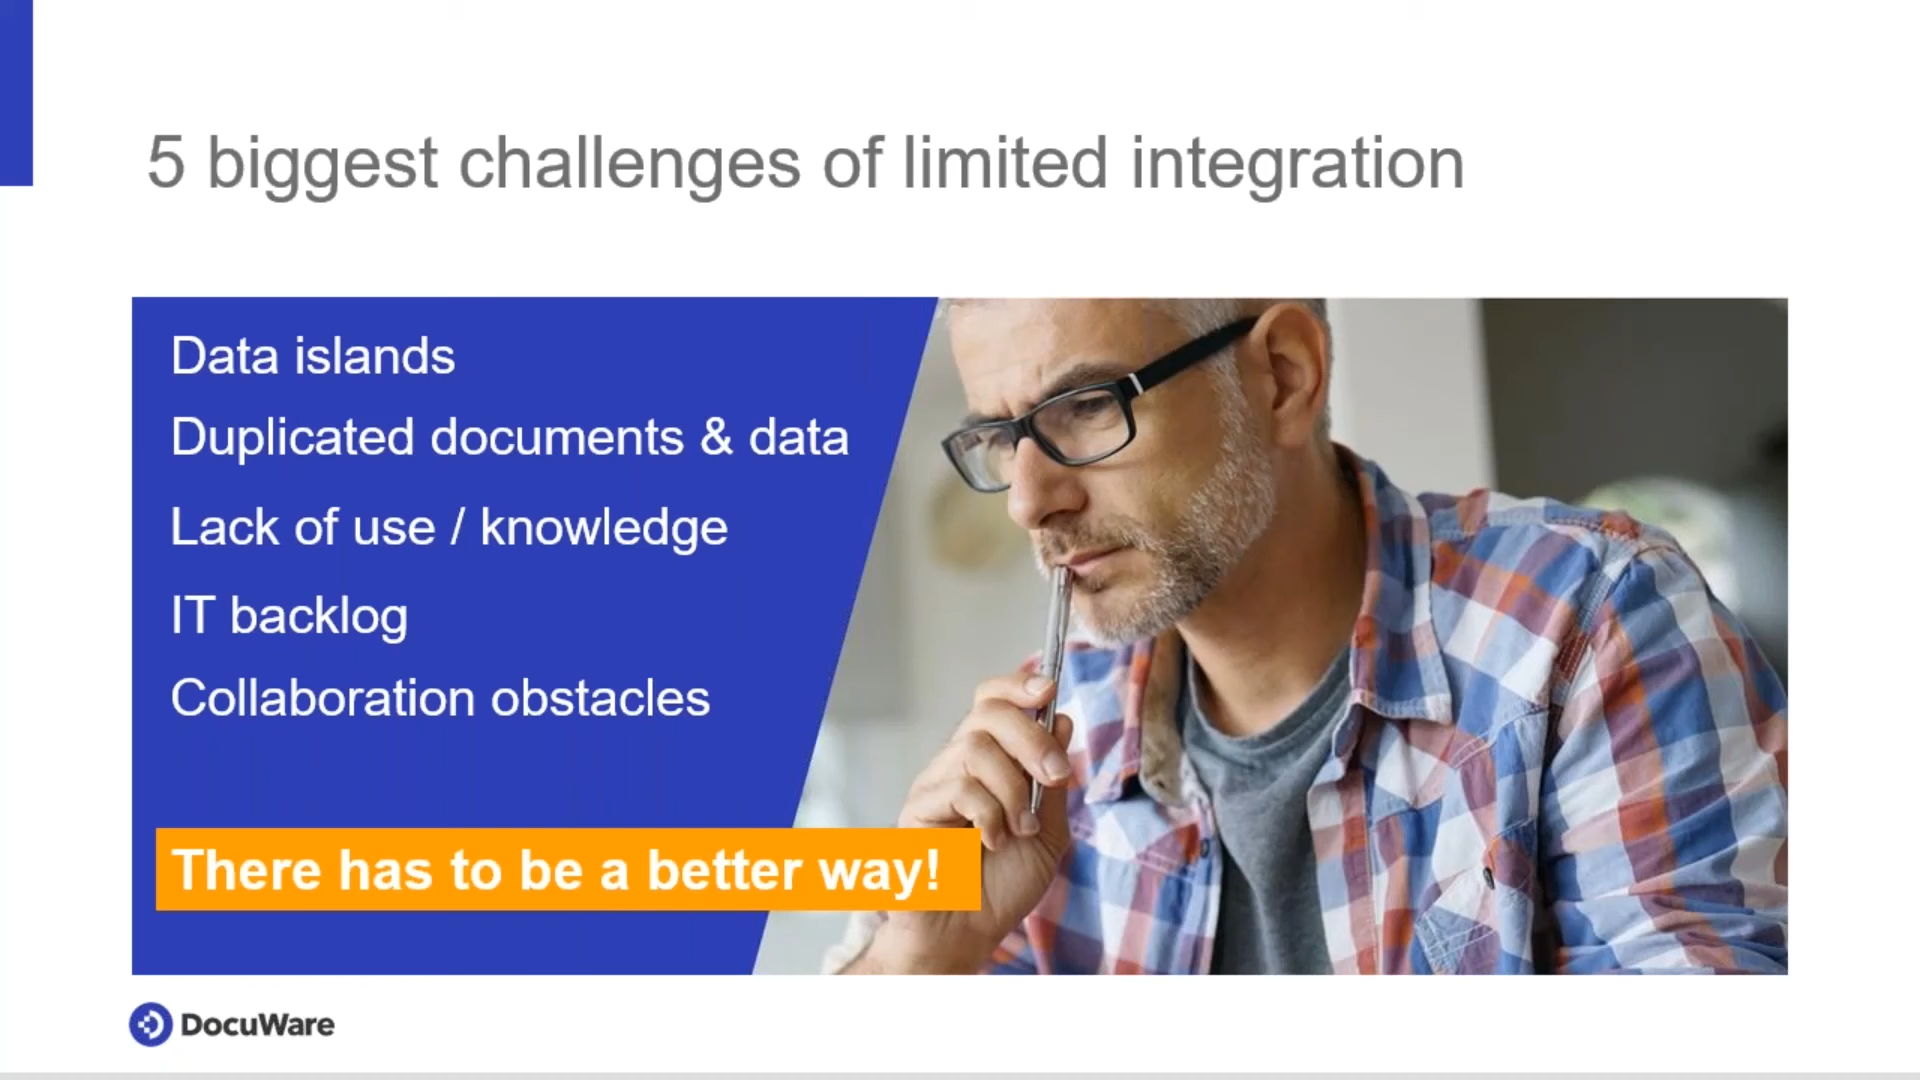 5 biggest challenges of limited integration
Data islands
Duplicated documents & data
Lack of use / knowledge
IT backlog
Collaboration obstacles
There has to be a better way!
DocuWare